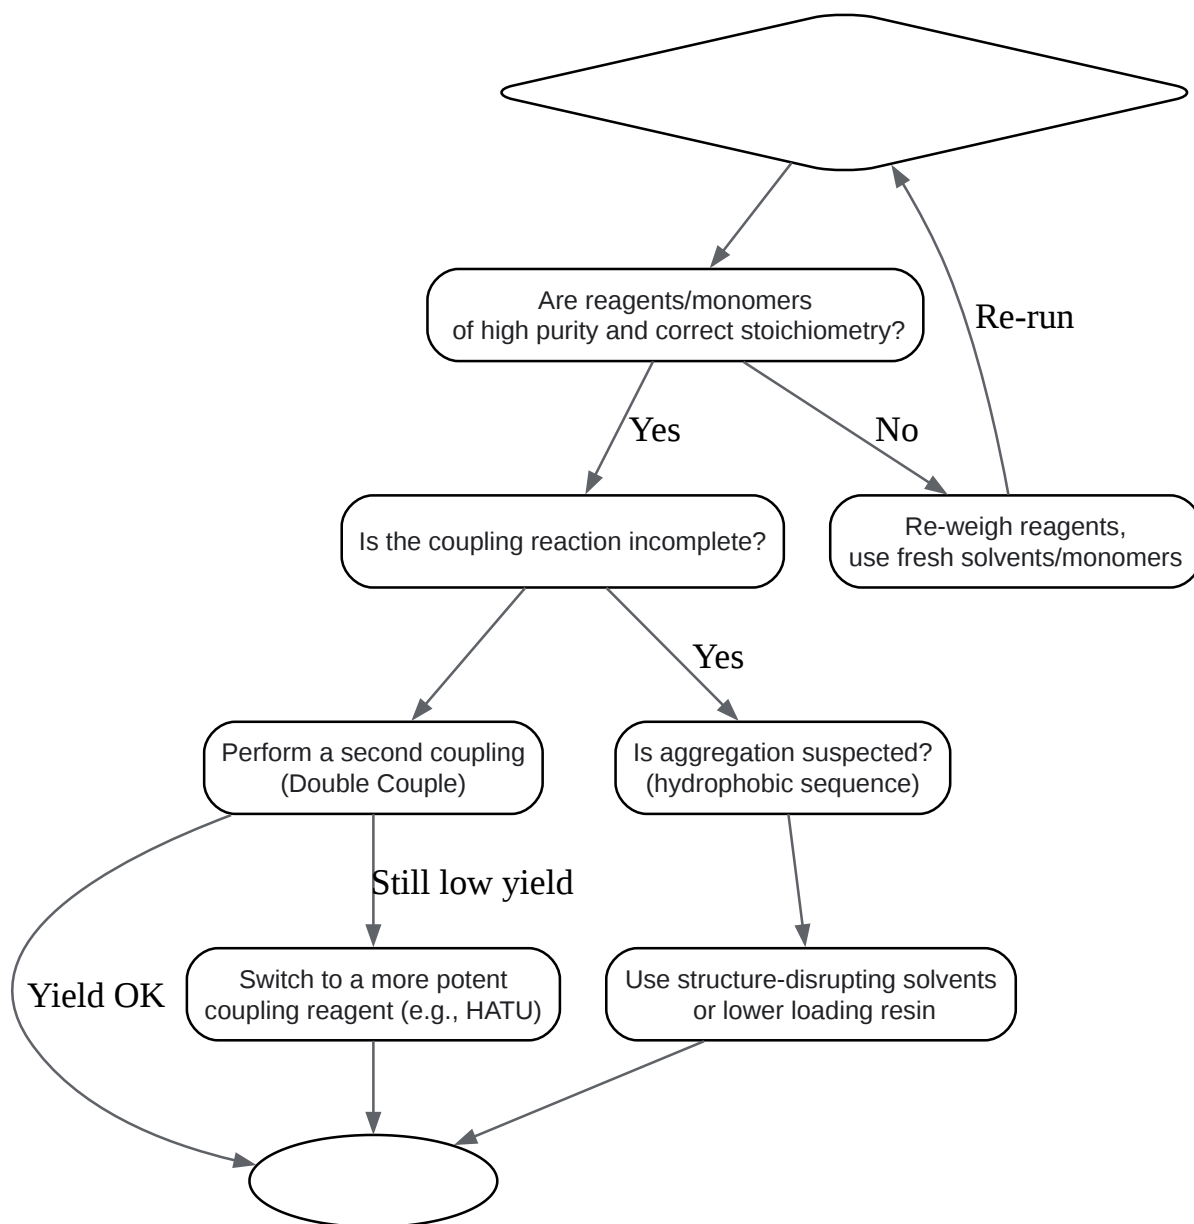 Are reagents/monomers
of high purity and correct stoichiometry?
Re-run
Yes
No
Is the coupling reaction incomplete?
Re-weigh reagents,
use fresh solvents/monomers
Yes
Perform a second coupling
(Double Couple)
Is aggregation suspected?
(hydrophobic sequence)
Still low yield
Yield OK
Switch to a more potent
coupling reagent (e.g., HATU)
Use structure-disrupting solvents
or lower loading resin